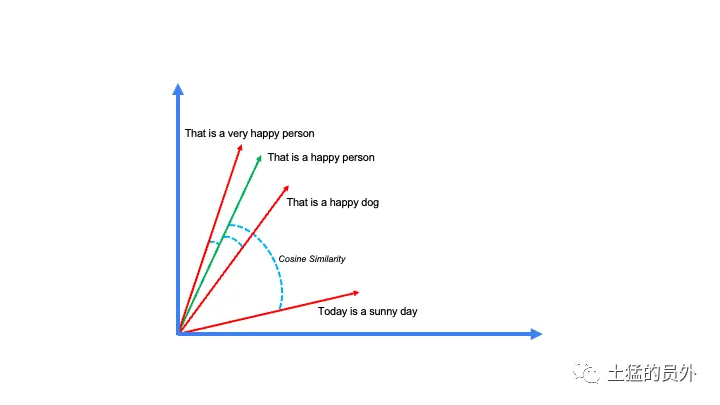 That is a very happy person
That is a happy person
That is a happy dog
Cosine Similarity
Today is a sunny day
土猛的员外